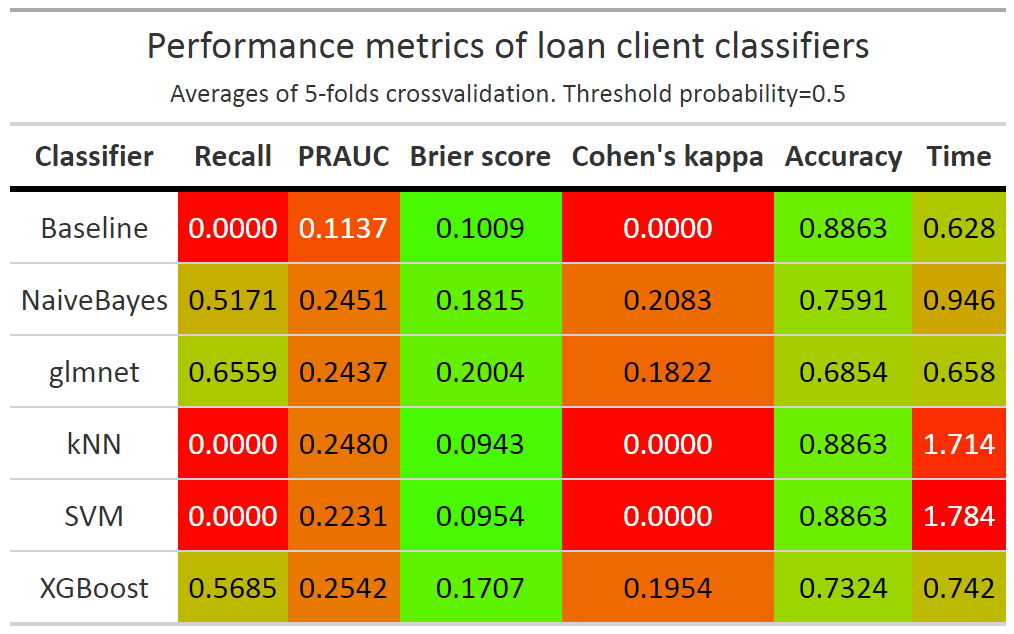 Performance metrics of loan client classifiers
Averages of 5-folds crossvalidation. Threshold probability=0.5
Classifier Recall PRAUC Brier score Cohen's kappa Accuracy Time
Baseline 0.0000 0.1137 0.1009 0.0000 0.8863 0.628
NaiveBayes 0.5171 0.2451 0.1815 0.2083 0.7591 0.946
glmnet 0.6559 0.2437 0.2004 0.1822 0.6854 0.658
kNN 0.0000 0.2480 0.0943 0.0000 0.8863 1.714
SVM 0.0000 0.2231 0.0954 0.0000 0.8863 1.784
XGBoost 0.5685 0.2542 0.1707 0.1954 0.7324 0.742